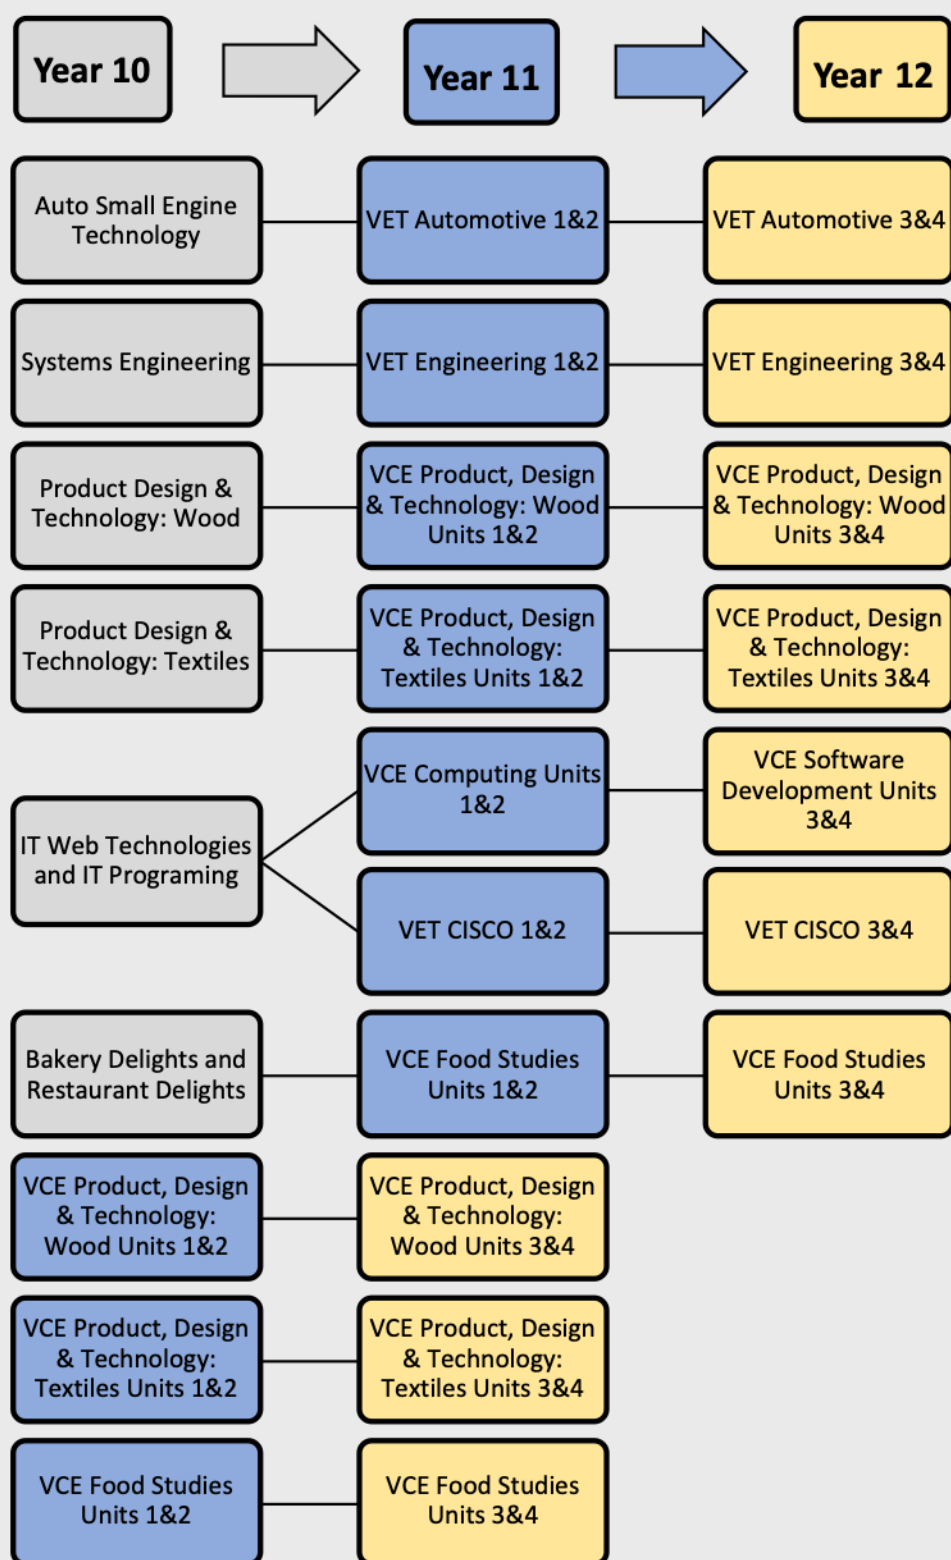 Year 10
Year 11
Year 12
Auto Small Engine
Technology
VET Automotive 1&2
VET Automotive 3&4
Systems Engineering
VET Engineering 1&2
VET Engineering 3&4
Product Design &
Technology: Wood
VCE Product, Design
& Technology: Wood
Units 1&2
VCE Product, Design
& Technology: Wood
Units 3&4
Product Design &
Technology: Textiles
VCE Product, Design
& Technology:
Textiles Units 1&2
VCE Product, Design
& Technology:
Textiles Units 3&4
IT Web Technologies
and IT Programing
VCE Computing Units
1&2
VCE Software
Development Units
3&4
VET CISCO 1&2
VET CISCO 3&4
Bakery Delights and
Restaurant Delights
VCE Food Studies
Units 1&2
VCE Food Studies
Units 3&4
VCE Product, Design
& Technology:
Wood Units 1&2
VCE Product, Design
& Technology:
Wood Units 3&4
VCE Product, Design
& Technology:
Textiles Units 1&2
VCE Product, Design
& Technology:
Textiles Units 3&4
VCE Food Studies
Units 1&2
VCE Food Studies
Units 3&4